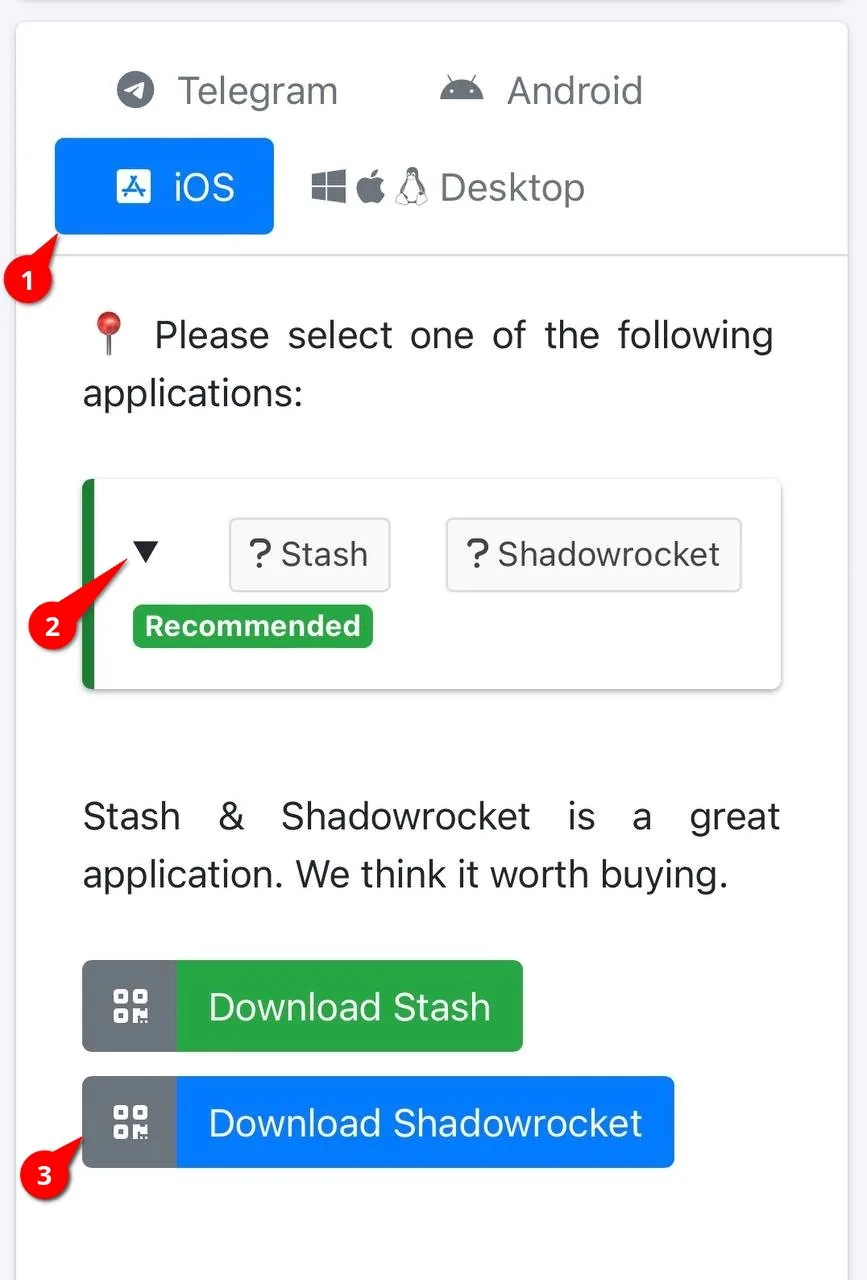 Telegram Android
iOS Desktop
1
Please select one of the following
applications:
? Stash ? Shadowrocket
2
Recommended
Stash & Shadowrocket is a great
application. We think it worth buying.
Download Stash
Download Shadowrocket
3